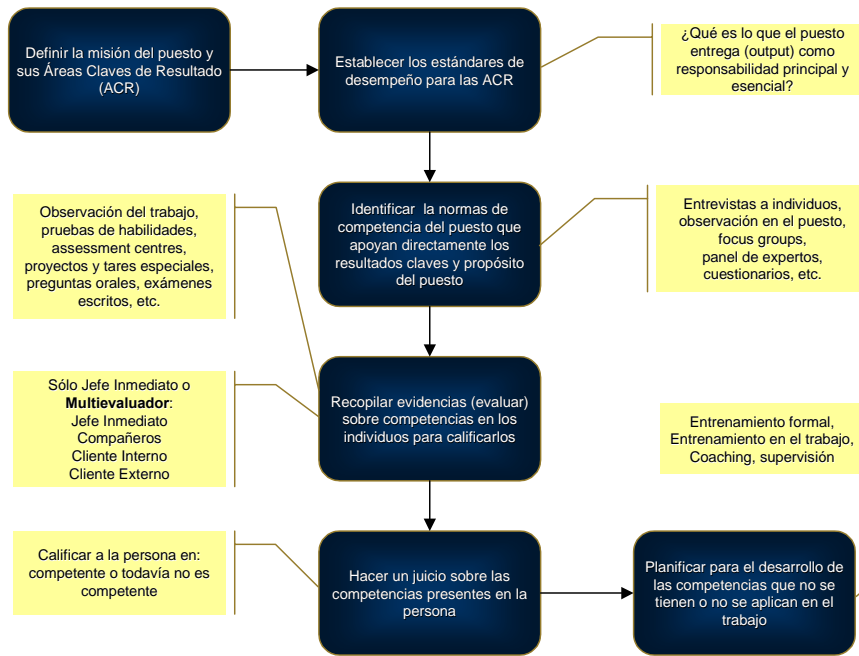 Definir la misión del puesto y
sus Áreas Claves de Resultado
(ACR)
Establecer los estándares de
desempeño para las ACR
¿Qué es lo que el puesto
entrega (output) como
responsabilidad principal y
esencial?
Observación del trabajo,
pruebas de habilidades,
assessment centres,
proyectos y tares especiales,
preguntas orales, exámenes
escritos, etc.
Identificar la normas de
competencia del puesto que
apoyan directamente los
resultados claves y propósito
del puesto
Entrevistas a individuos,
observación en el puesto,
focus groups,
panel de expertos,
cuestionarios, etc.
Sólo Jefe Inmediato o
Multievaluador:
Jefe Inmediato
Compañeros
Cliente Interno
Cliente Externo
Recopilar evidencias (evaluar)
sobre competencias en los
individuos para calificarlos
Entrenamiento formal,
Entrenamiento en el trabajo,
Coaching, supervisión
Calificar a la persona en:
competente o todavía no es
competente
Hacer un juicio sobre las
competencias presentes en la
persona
Planificar para el desarrollo de
las competencias que no se
tienen o no se aplican en el
trabajo